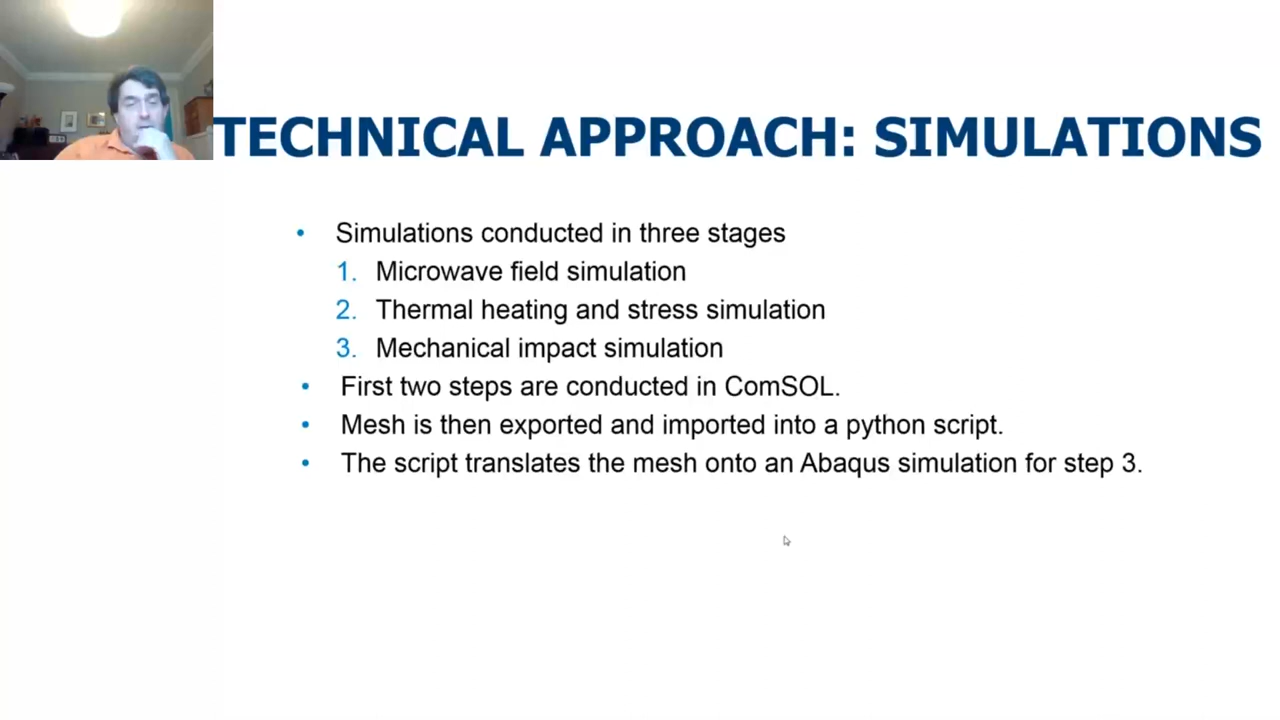 TECHNICAL APPROACH: SIMULATIONS
• Simulations conducted in three stages
1. Microwave field simulation
2. Thermal heating and stress simulation
3. Mechanical impact simulation
• First two steps are conducted in ComSOL.
• Mesh is then exported and imported into a python script.
• The script translates the mesh onto an Abaqus simulation for step 3.